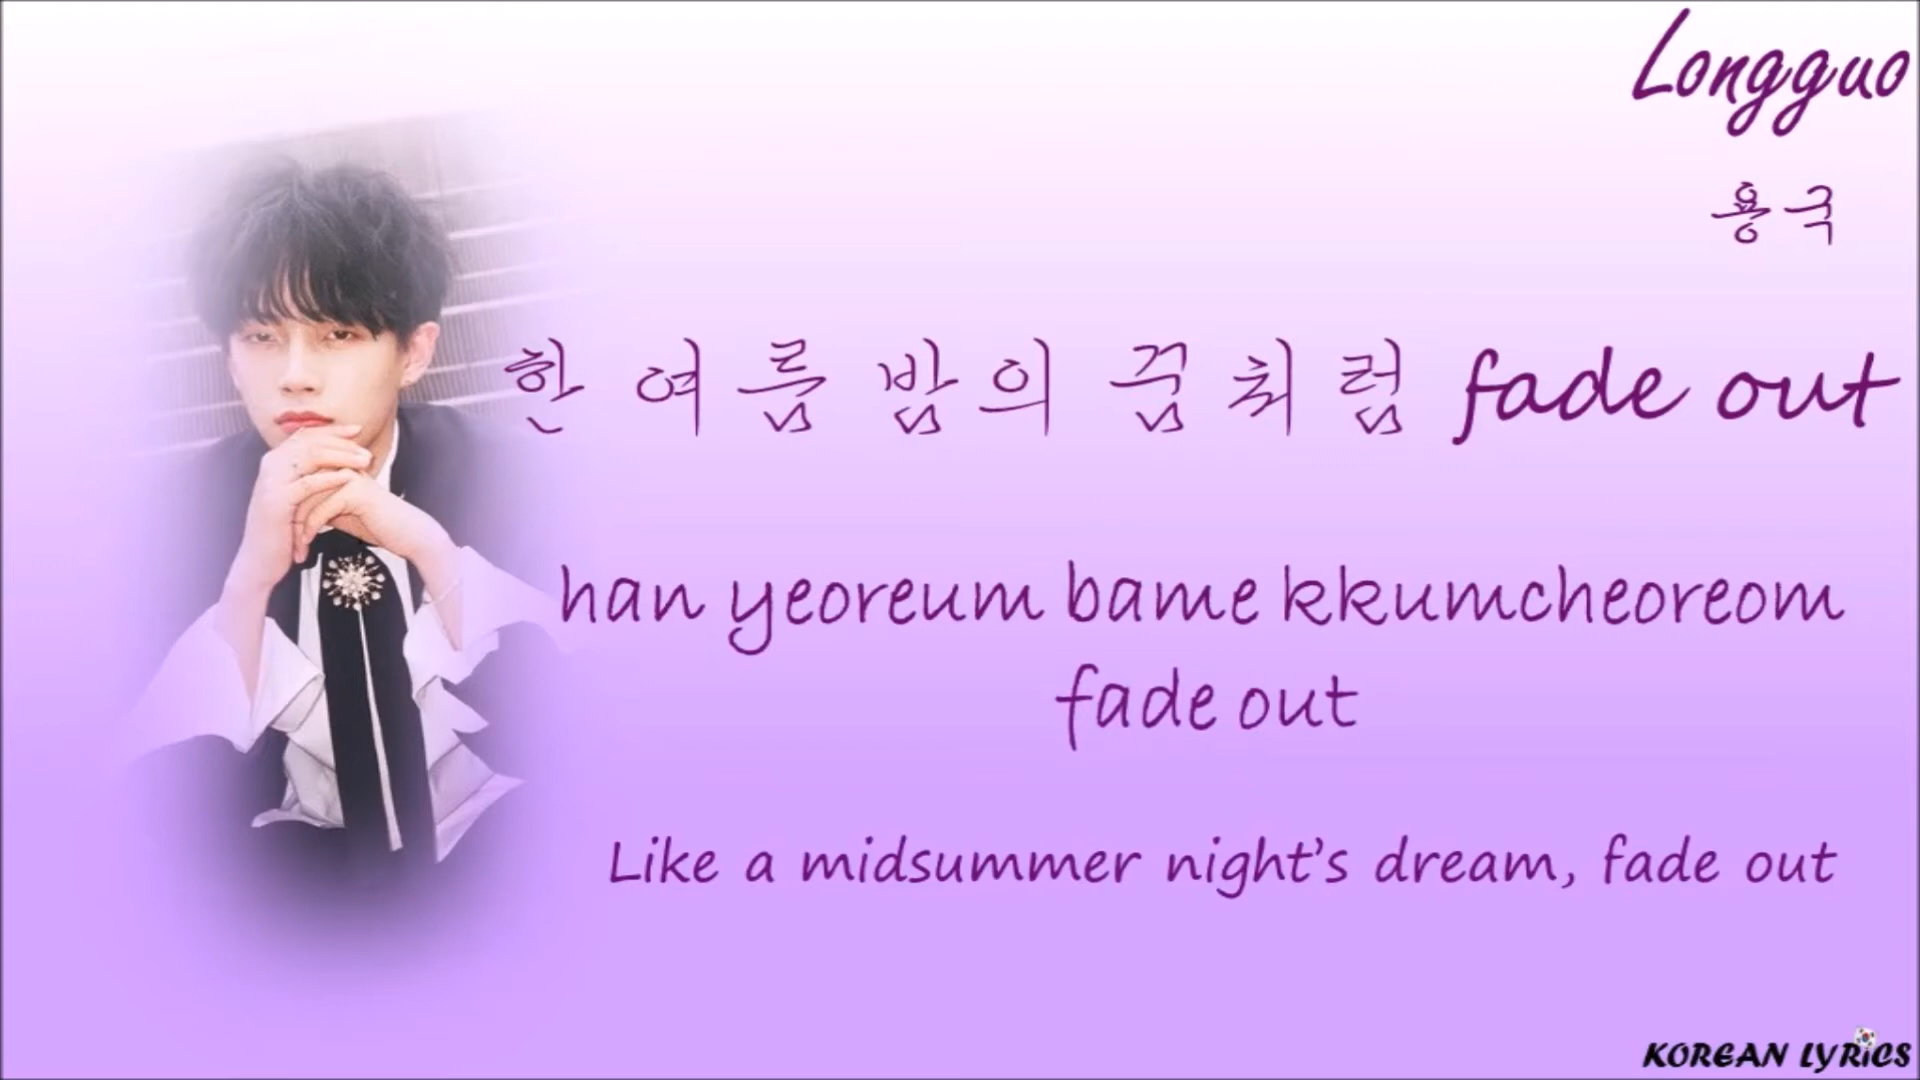 Longguo
용국
한 여름 밤의 꿈처럼 fade out
han yeoreum bame kkumcheoreom
fade out
Like a midsummer night's dream, fade out
KOREAN LYRICS